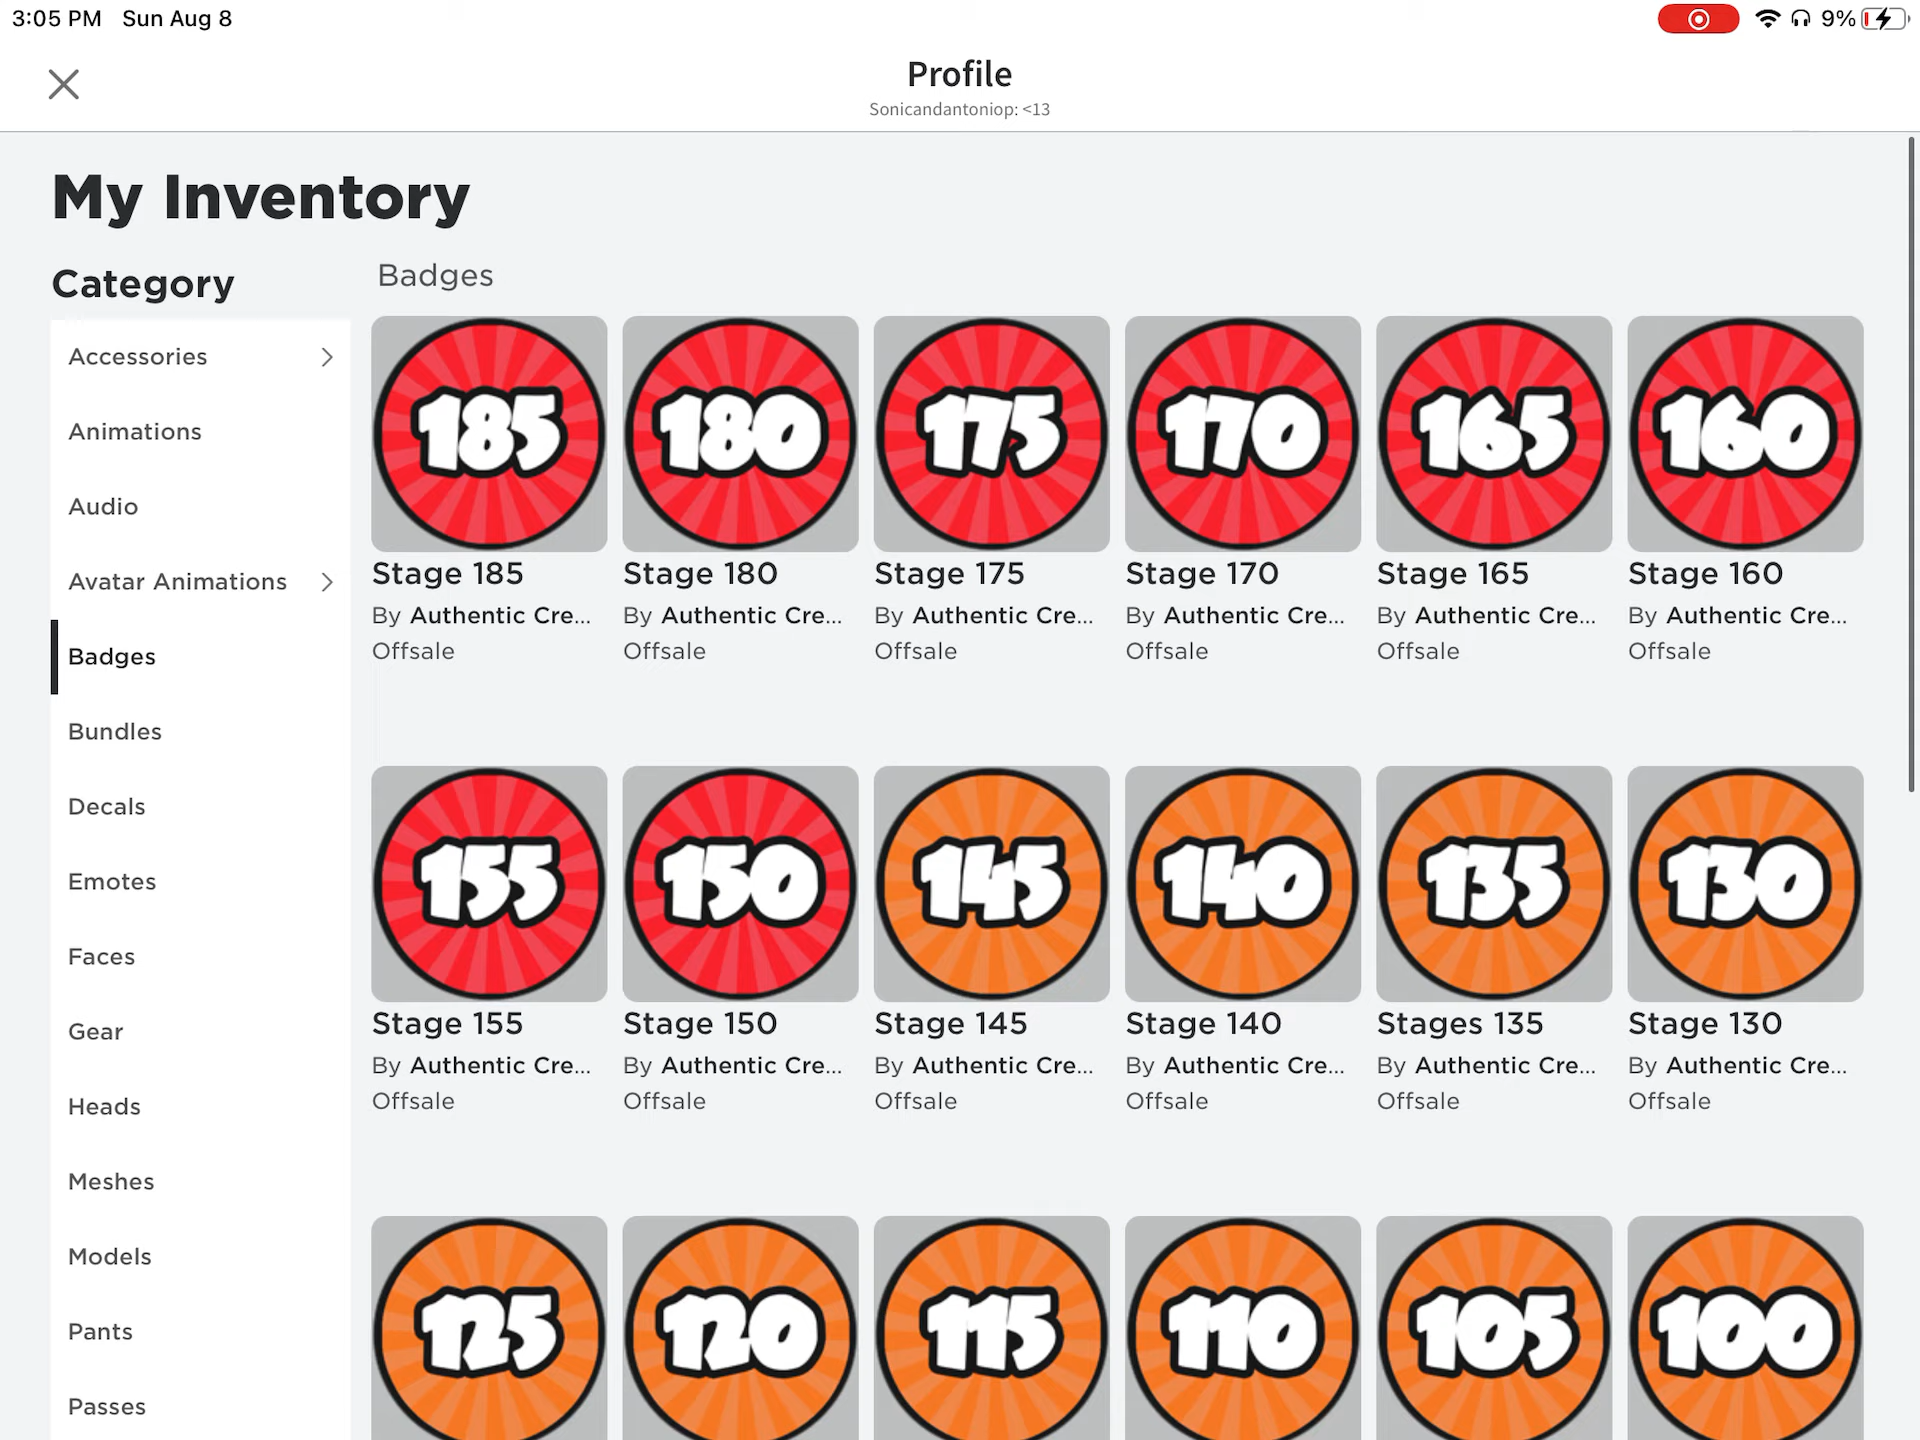 3:05 PM Sun Aug 8
9%
Profile
Sonicandantoniop: <13
My Inventory
Category
Accessories
Animations
Audio
Avatar Animations
Badges
Bundles
Decals
Emotes
Faces
Gear
Heads
Meshes
Models
Pants
Passes
Badges
185 180 175 170 165 160
Stage 185 Stage 180 Stage 175 Stage 170 Stage 165 Stage 160
By Authentic Cre... By Authentic Cre... By Authentic Cre... By Authentic Cre... By Authentic Cre... By Authentic Cre...
Offsale Offsale Offsale Offsale Offsale Offsale
155 150 145 140 135 130
Stage 155 Stage 150 Stage 145 Stage 140 Stages 135 Stage 130
By Authentic Cre... By Authentic Cre... By Authentic Cre... By Authentic Cre... By Authentic Cre... By Authentic Cre...
Offsale Offsale Offsale Offsale Offsale Offsale
125 120 115 110 105 100